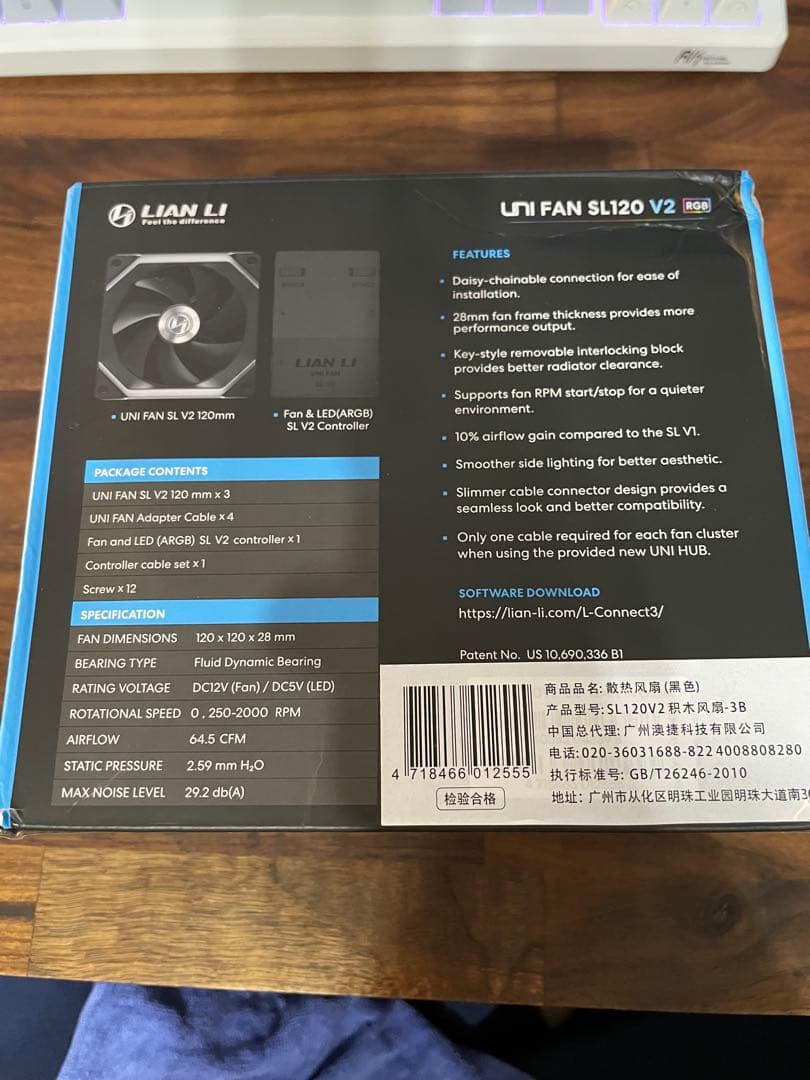 LIAN LI
Feel the difference
UNI FAN SL120 V2 RGB
LIAN LI
UNI FAN
UNI FAN SL V2 120mm
Fan & LED(ARGB)
SL V2 Controller
PACKAGE CONTENTS
UNI FAN SL V2 120 mm x 3
UNI FAN Adapter Cable x 4
Fan and LED (ARGB) SL V2 controller x 1
Controller cable set x 1
Screw x 12
SPECIFICATION
FAN DIMENSIONS 120 x 120 x 28 mm
BEARING TYPE Fluid Dynamic Bearing
RATING VOLTAGE DC12V (Fan) / DC5V (LED)
ROTATIONAL SPEED 0 , 250-2000 RPM
AIRFLOW 64.5 CFM
STATIC PRESSURE 2.59 mm H₂O
MAX NOISE LEVEL 29.2 db(A)
FEATURES
Daisy-chainable connection for ease of
installation.
28mm fan frame thickness provides more
performance output.
Key-style removable interlocking block
provides better radiator clearance.
Supports fan RPM start/stop for a quieter
environment.
10% airflow gain compared to the SL V1.
Smoother side lighting for better aesthetic.
Slimmer cable connector design provides a
seamless look and better compatibility.
Only one cable required for each fan cluster
when using the provided new UNI HUB.
SOFTWARE DOWNLOAD
https://lian-li.com/L-Connect3/
Patent No. US 10,690,336 B1
4 718466 012555
检验合格
商品品名: 散热风扇 (黑色)
产品型号: SL120V2 积木风扇-3B
中国总代理: 广州澳捷科技有限公司
电话: 020-36031688-822 4008808280
执行标准号: GB/T26246-2010
地址: 广州市从化区明珠工业园明珠大道南